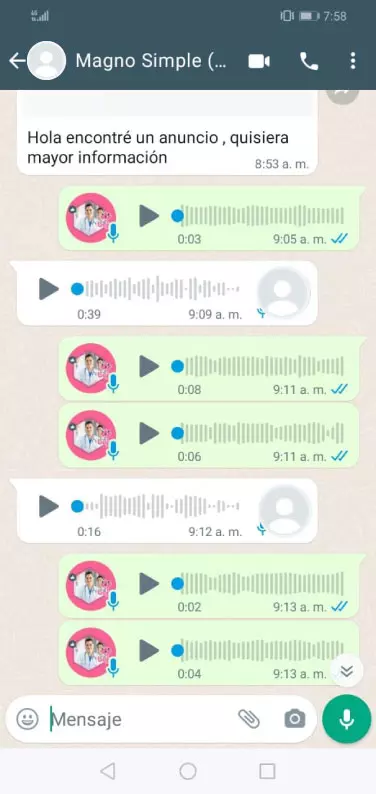 7:58
Magno Simple (...
Hola encontré un anuncio , quisiera
mayor información
8:53 a. m.
0:03 9:05 a. m.
0:39 9:09 a. m.
0:08 9:11 a. m.
0:06 9:11 a. m.
0:16 9:12 a. m.
0:02 9:13 a. m.
0:04 9:13 a. m.
Mensaje